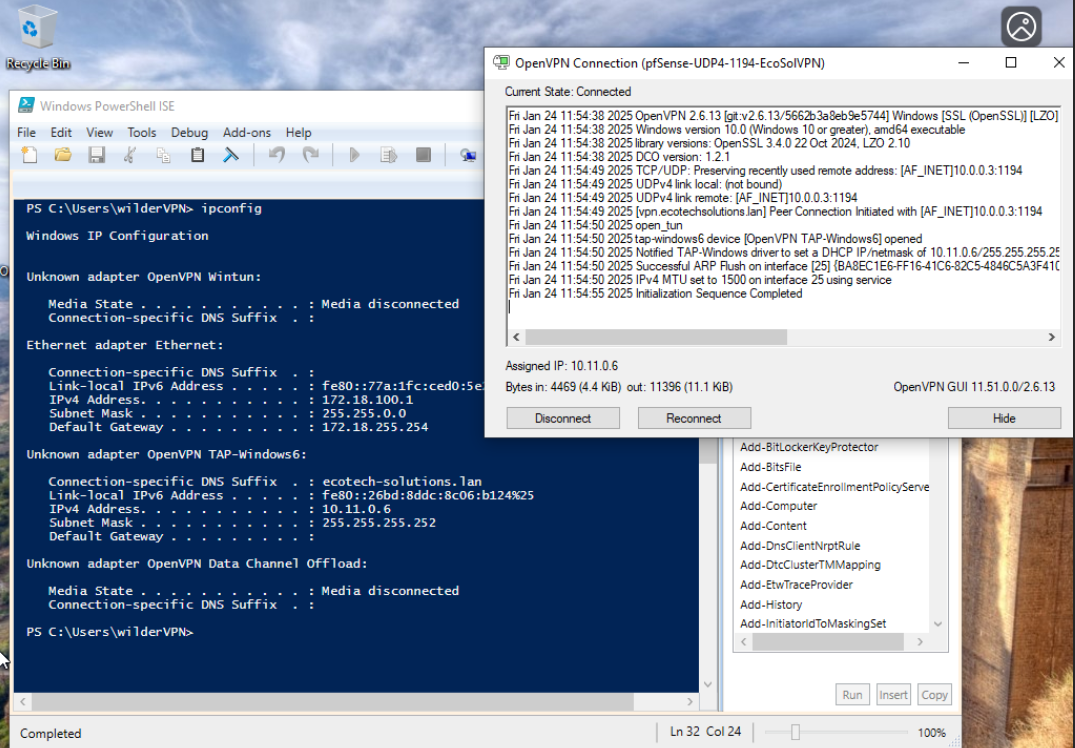 Recycle Bin
Windows PowerShell ISE
File Edit View Tools Debug Add-ons Help
PS C:\Users\wilderVPN> ipconfig
Windows IP Configuration
Unknown adapter OpenVPN Wintun:
Media State . . . . . . . . . . . : Media disconnected
Connection-specific DNS Suffix . :
Ethernet adapter Ethernet:
Connection-specific DNS Suffix . :
Link-local IPv6 Address . . . . . : fe80::77a:1fc:ced0:5e
IPv4 Address. . . . . . . . . . . : 172.18.100.1
Subnet Mask . . . . . . . . . . . : 255.255.0.0
Default Gateway . . . . . . . . . : 172.18.255.254
Unknown adapter OpenVPN TAP-Windows6:
Connection-specific DNS Suffix . : ecotech-solutions.lan
Link-local IPv6 Address . . . . . : fe80::26bd:8ddc:8c06:b124%25
IPv4 Address. . . . . . . . . . . : 10.11.0.6
Subnet Mask . . . . . . . . . . . : 255.255.255.252
Default Gateway . . . . . . . . . :
Unknown adapter OpenVPN Data Channel Offload:
Media State . . . . . . . . . . . : Media disconnected
Connection-specific DNS Suffix . :
PS C:\Users\wilderVPN>
Completed
Ln 32 Col 24
100%
OpenVPN Connection (pfSense-UDP4-1194-EcoSolVPN)
Current State: Connected
Fri Jan 24 11:54:38 2025 OpenVPN 2.6.13 [git:v2.6.13/5662b3a8eb9e5744] Windows [SSL (OpenSSL)] [LZO]
Fri Jan 24 11:54:38 2025 Windows version 10.0 (Windows 10 or greater), amd64 executable
Fri Jan 24 11:54:38 2025 library versions: OpenSSL 3.4.0 22 Oct 2024, LZO 2.10
Fri Jan 24 11:54:38 2025 DCO version: 1.2.1
Fri Jan 24 11:54:49 2025 TCP/UDP: Preserving recently used remote address: [AF_INET]10.0.0.3:1194
Fri Jan 24 11:54:49 2025 UDPv4 link local: (not bound)
Fri Jan 24 11:54:49 2025 UDPv4 link remote: [AF_INET]10.0.0.3:1194
Fri Jan 24 11:54:49 2025 [vpn.ecotechsolutions.lan] Peer Connection Initiated with [AF_INET]10.0.0.3:1194
Fri Jan 24 11:54:50 2025 open_tun
Fri Jan 24 11:54:50 2025 tap-windows6 device [OpenVPN TAP-Windows6] opened
Fri Jan 24 11:54:50 2025 Notified TAP-Windows driver to set a DHCP IP/netmask of 10.11.0.6/255.255.255.25
Fri Jan 24 11:54:50 2025 Successful ARP Flush on interface [25] {BA8EC1E6-FF16-41C6-82C5-4846C5A3F410
Fri Jan 24 11:54:50 2025 IPv4 MTU set to 1500 on interface 25 using service
Fri Jan 24 11:54:55 2025 Initialization Sequence Completed
Assigned IP: 10.11.0.6
Bytes in: 4469 (4.4 KiB) out: 11396 (11.1 KiB)
OpenVPN GUI 11.51.0.0/2.6.13
Disconnect
Reconnect
Hide
Add-BitLockerKeyProtector
Add-BitsFile
Add-CertificateEnrollmentPolicyServe
Add-Computer
Add-Content
Add-DnsClientNrptRule
Add-DtcClusterTMMapping
Add-EtwTraceProvider
Add-History
Add-InitiatorIdToMaskingSet
Run
Insert
Copy